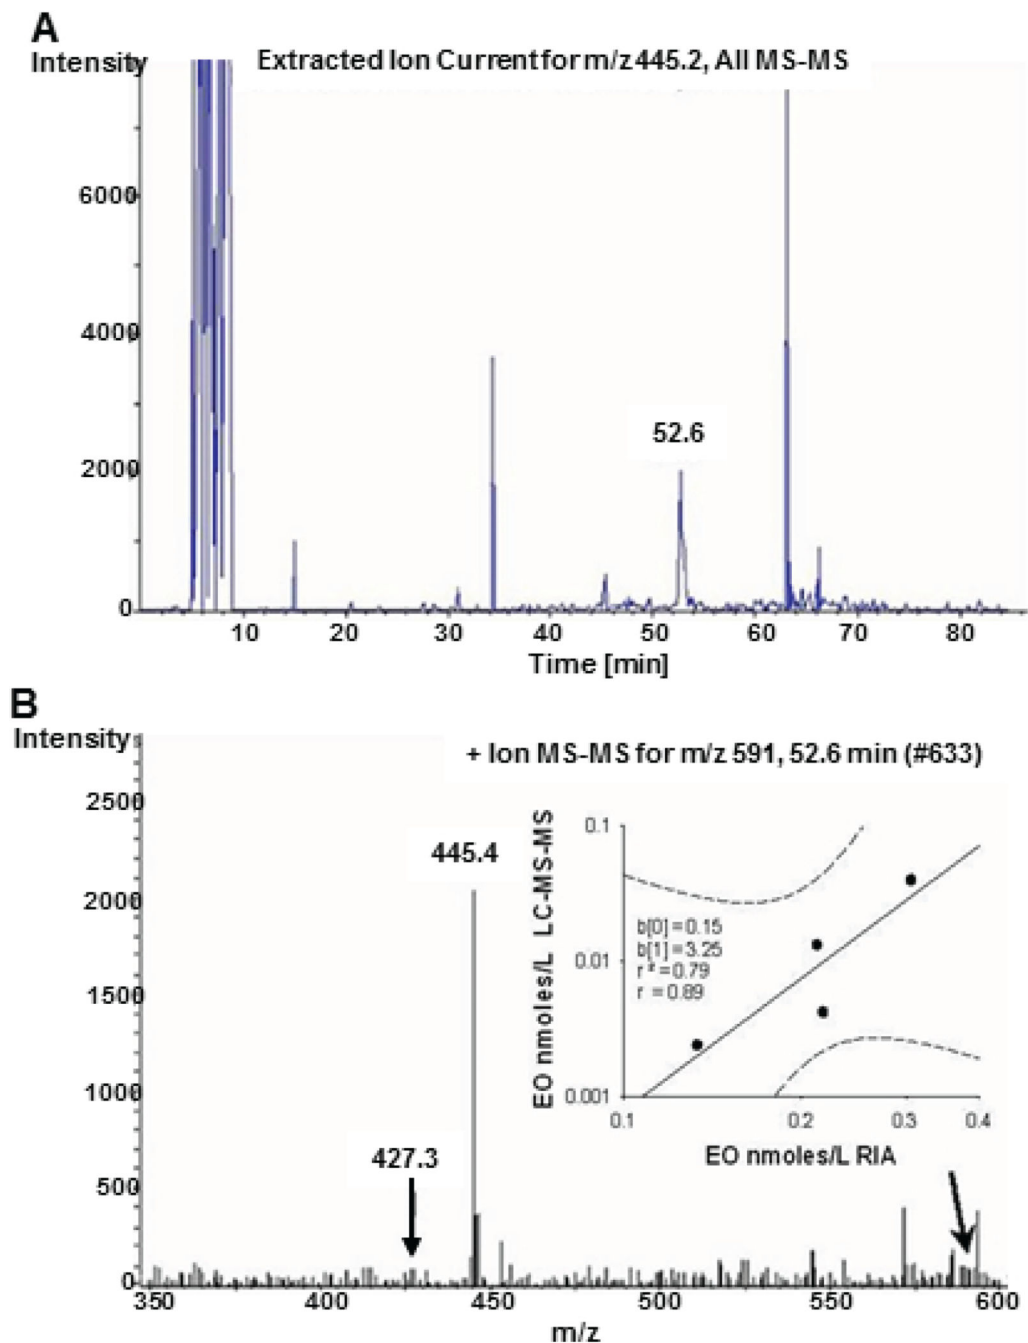 A
Intensity
Extracted Ion Current for m/z 445.2, All MS-MS
6000
4000
52.6
2000
0
10 20 30 40 50 60 70 80
Time [min]
B
Intensity
+ Ion MS-MS for m/z 591, 52.6 min (#633)
2500
445.4
2000
1500
1000
427.3
500
0
350 400 450 500 550 600
m/z
EO nmoles/L LC-MS-MS
0.1
b[0] = 0.15
b[1] = 3.25
0.01
r² = 0.79
r = 0.89
0.001
0.1 0.2 0.3 0.4
EO nmoles/L RIA